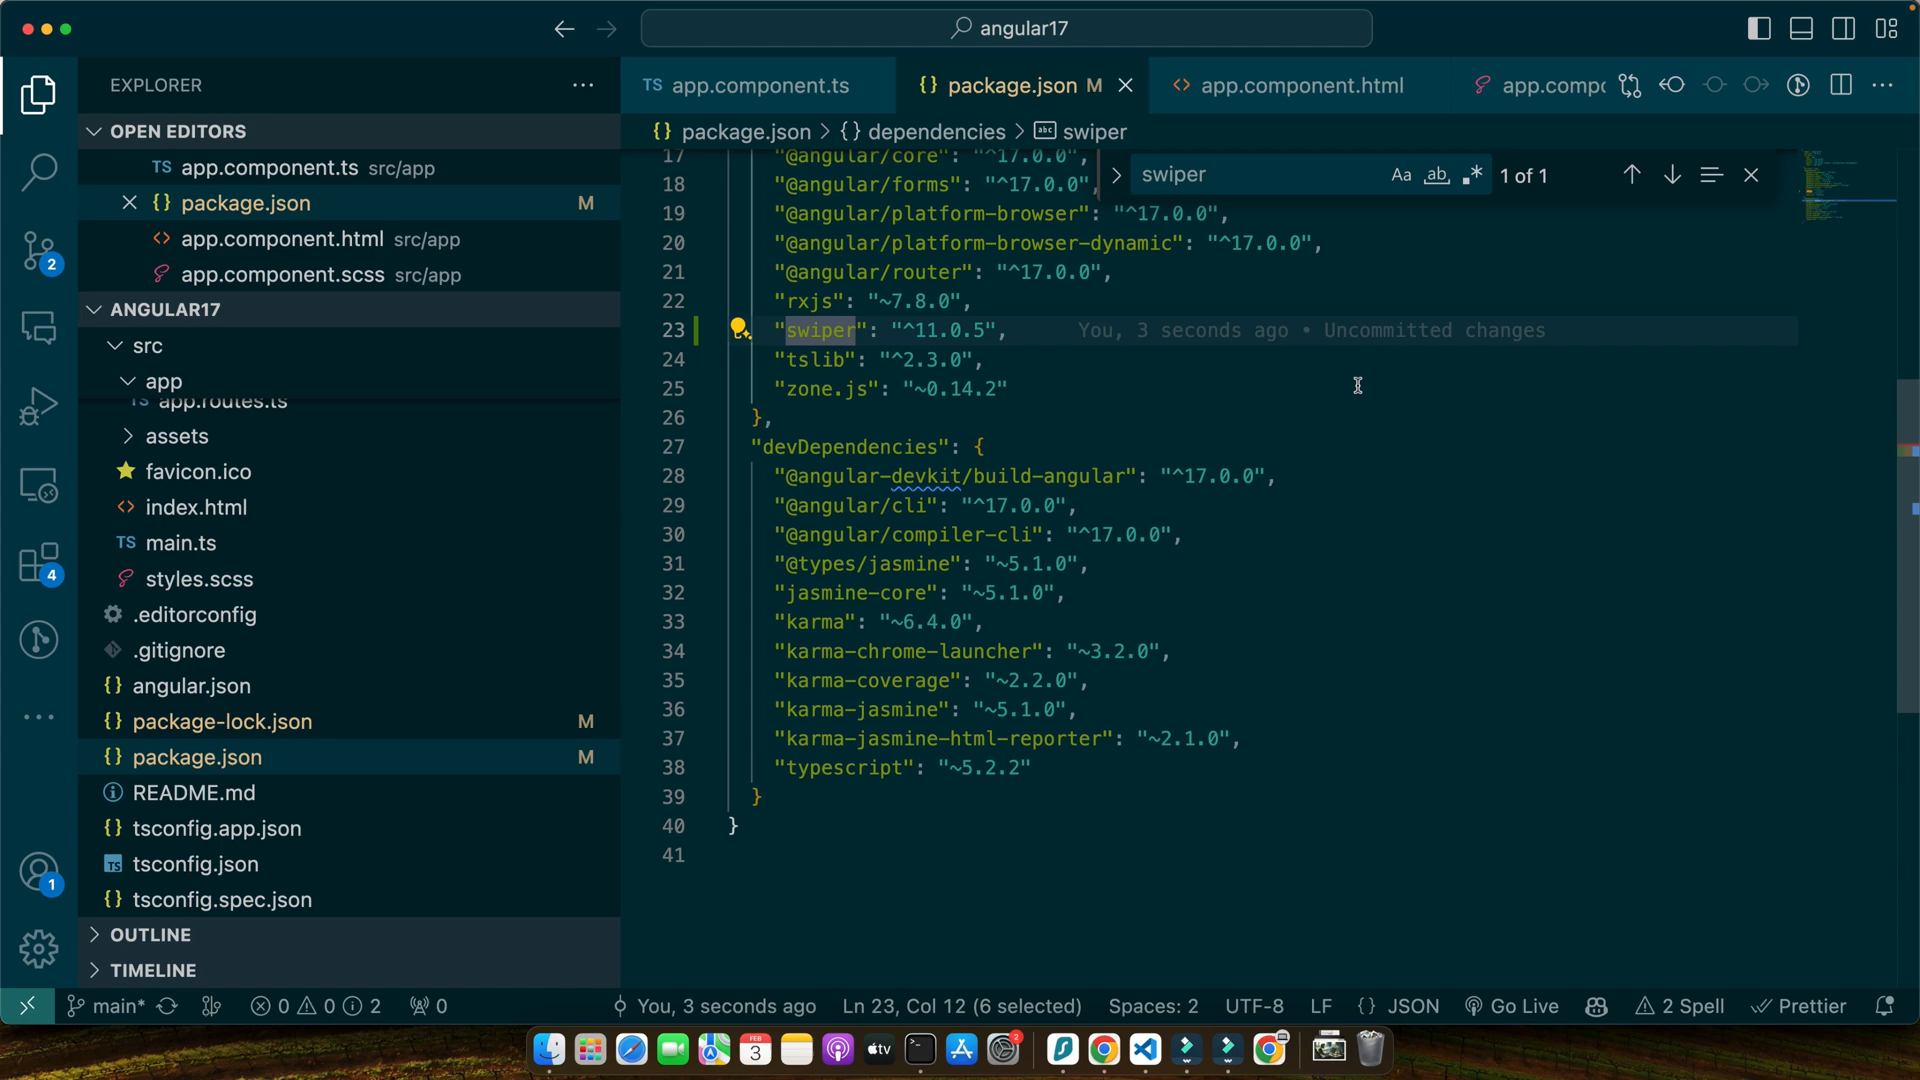 angular17
EXPLORER
OPEN EDITORS
TS app.component.ts src/app
{} package.json M
<> app.component.html src/app
app.component.scss src/app
ANGULAR17
src
app
TS app.routes.ts
assets
favicon.ico
<> index.html
TS main.ts
styles.scss
.editorconfig
.gitignore
{} angular.json
{} package-lock.json M
{} package.json M
README.md
{} tsconfig.app.json
TS tsconfig.json
{} tsconfig.spec.json
OUTLINE
TIMELINE
2
4
1
TS app.component.ts
{} package.json M
<> app.component.html
app.compo
{} package.json > {} dependencies > abc swiper
swiper Aa ab .* 1 of 1
17 "@angular/core": "^17.0.0",
18 "@angular/forms": "^17.0.0",
19 "@angular/platform-browser": "^17.0.0",
20 "@angular/platform-browser-dynamic": "^17.0.0",
21 "@angular/router": "^17.0.0",
22 "rxjs": "~7.8.0",
23 "swiper": "^11.0.5", You, 3 seconds ago • Uncommitted changes
24 "tslib": "^2.3.0",
25 "zone.js": "~0.14.2"
26 },
27 "devDependencies": {
28 "@angular-devkit/build-angular": "^17.0.0",
29 "@angular/cli": "^17.0.0",
30 "@angular/compiler-cli": "^17.0.0",
31 "@types/jasmine": "~5.1.0",
32 "jasmine-core": "~5.1.0",
33 "karma": "~6.4.0",
34 "karma-chrome-launcher": "~3.2.0",
35 "karma-coverage": "~2.2.0",
36 "karma-jasmine": "~5.1.0",
37 "karma-jasmine-html-reporter": "~2.1.0",
38 "typescript": "~5.2.2"
39 }
40 }
41
main* 0 0 2 0 You, 3 seconds ago Ln 23, Col 12 (6 selected) Spaces: 2 UTF-8 LF {} JSON Go Live 2 Spell Prettier
FEB
3
tv
2